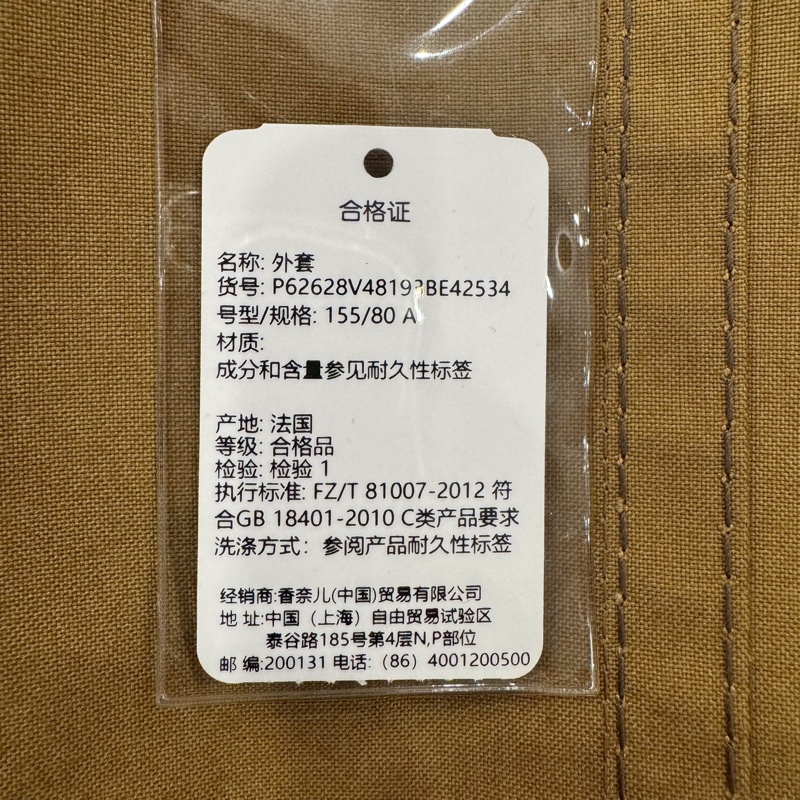 合格证
名称: 外套
货号: P62628V48193BE42534
号型/规格: 155/80 A
材质:
成分和含量参见耐久性标签
产地: 法国
等级: 合格品
检验: 检验 1
执行标准: FZ/T 81007-2012 符
合GB 18401-2010 C类产品要求
洗涤方式: 参阅产品耐久性标签
经销商:香奈儿(中国)贸易有限公司
地 址:中国（上海）自由贸易试验区
泰谷路185号第4层N,P部位
邮 编:200131 电话:（86）4001200500